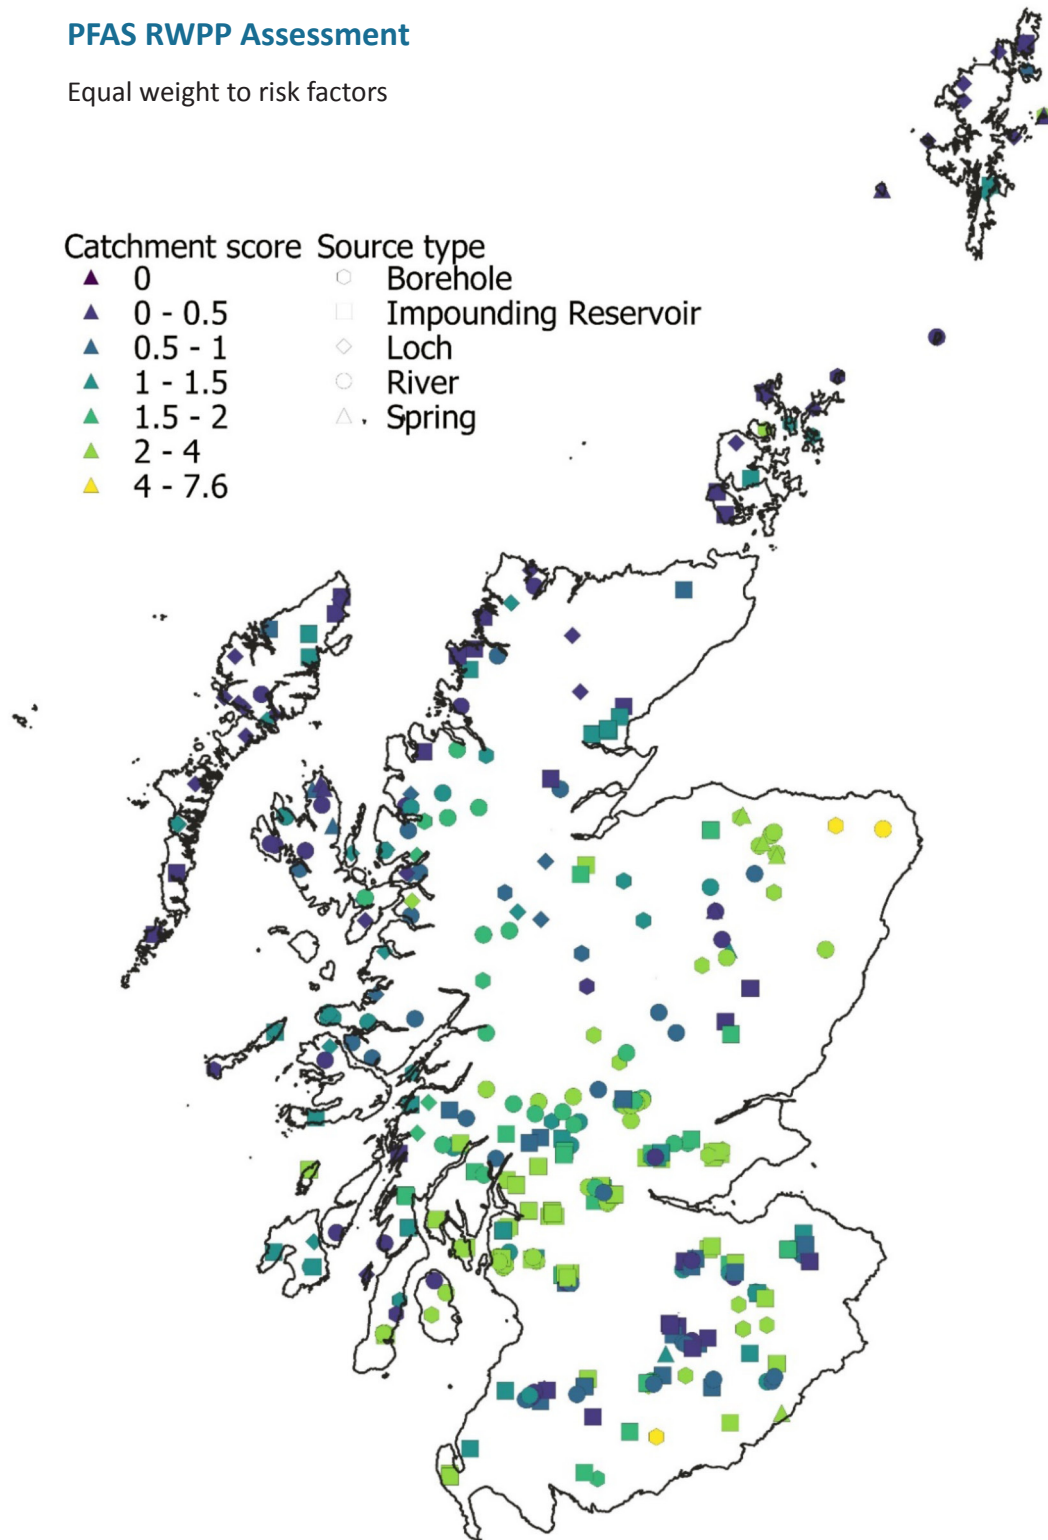 PFAS RWPP Assessment
Equal weight to risk factors
Catchment score Source type
0 Borehole
0 - 0.5 Impounding Reservoir
0.5 - 1 Loch
1 - 1.5 River
1.5 - 2 Spring
2 - 4
4 - 7.6